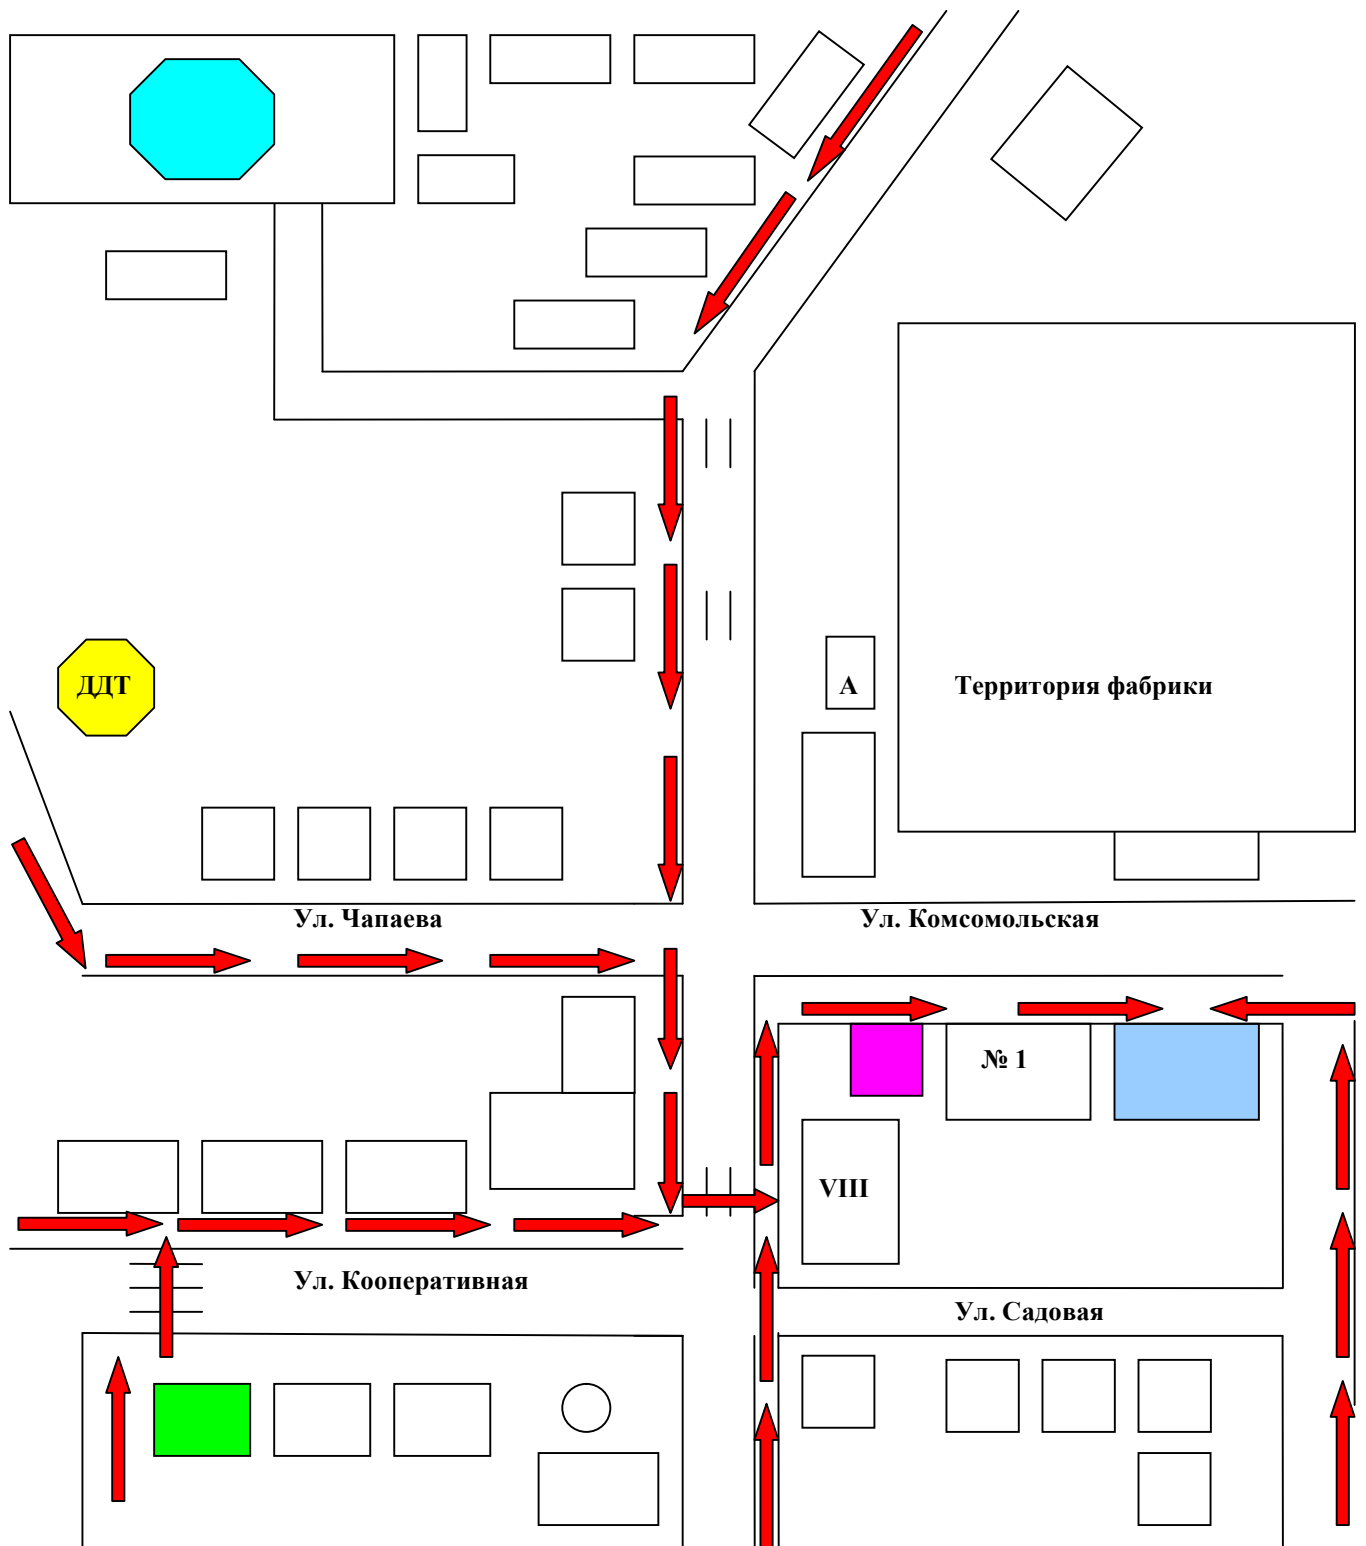 ДДТ
А
Территория фабрики
Ул. Чапаева
Ул. Комсомольская
№ 1
VIII
Ул. Кооперативная
Ул. Садовая